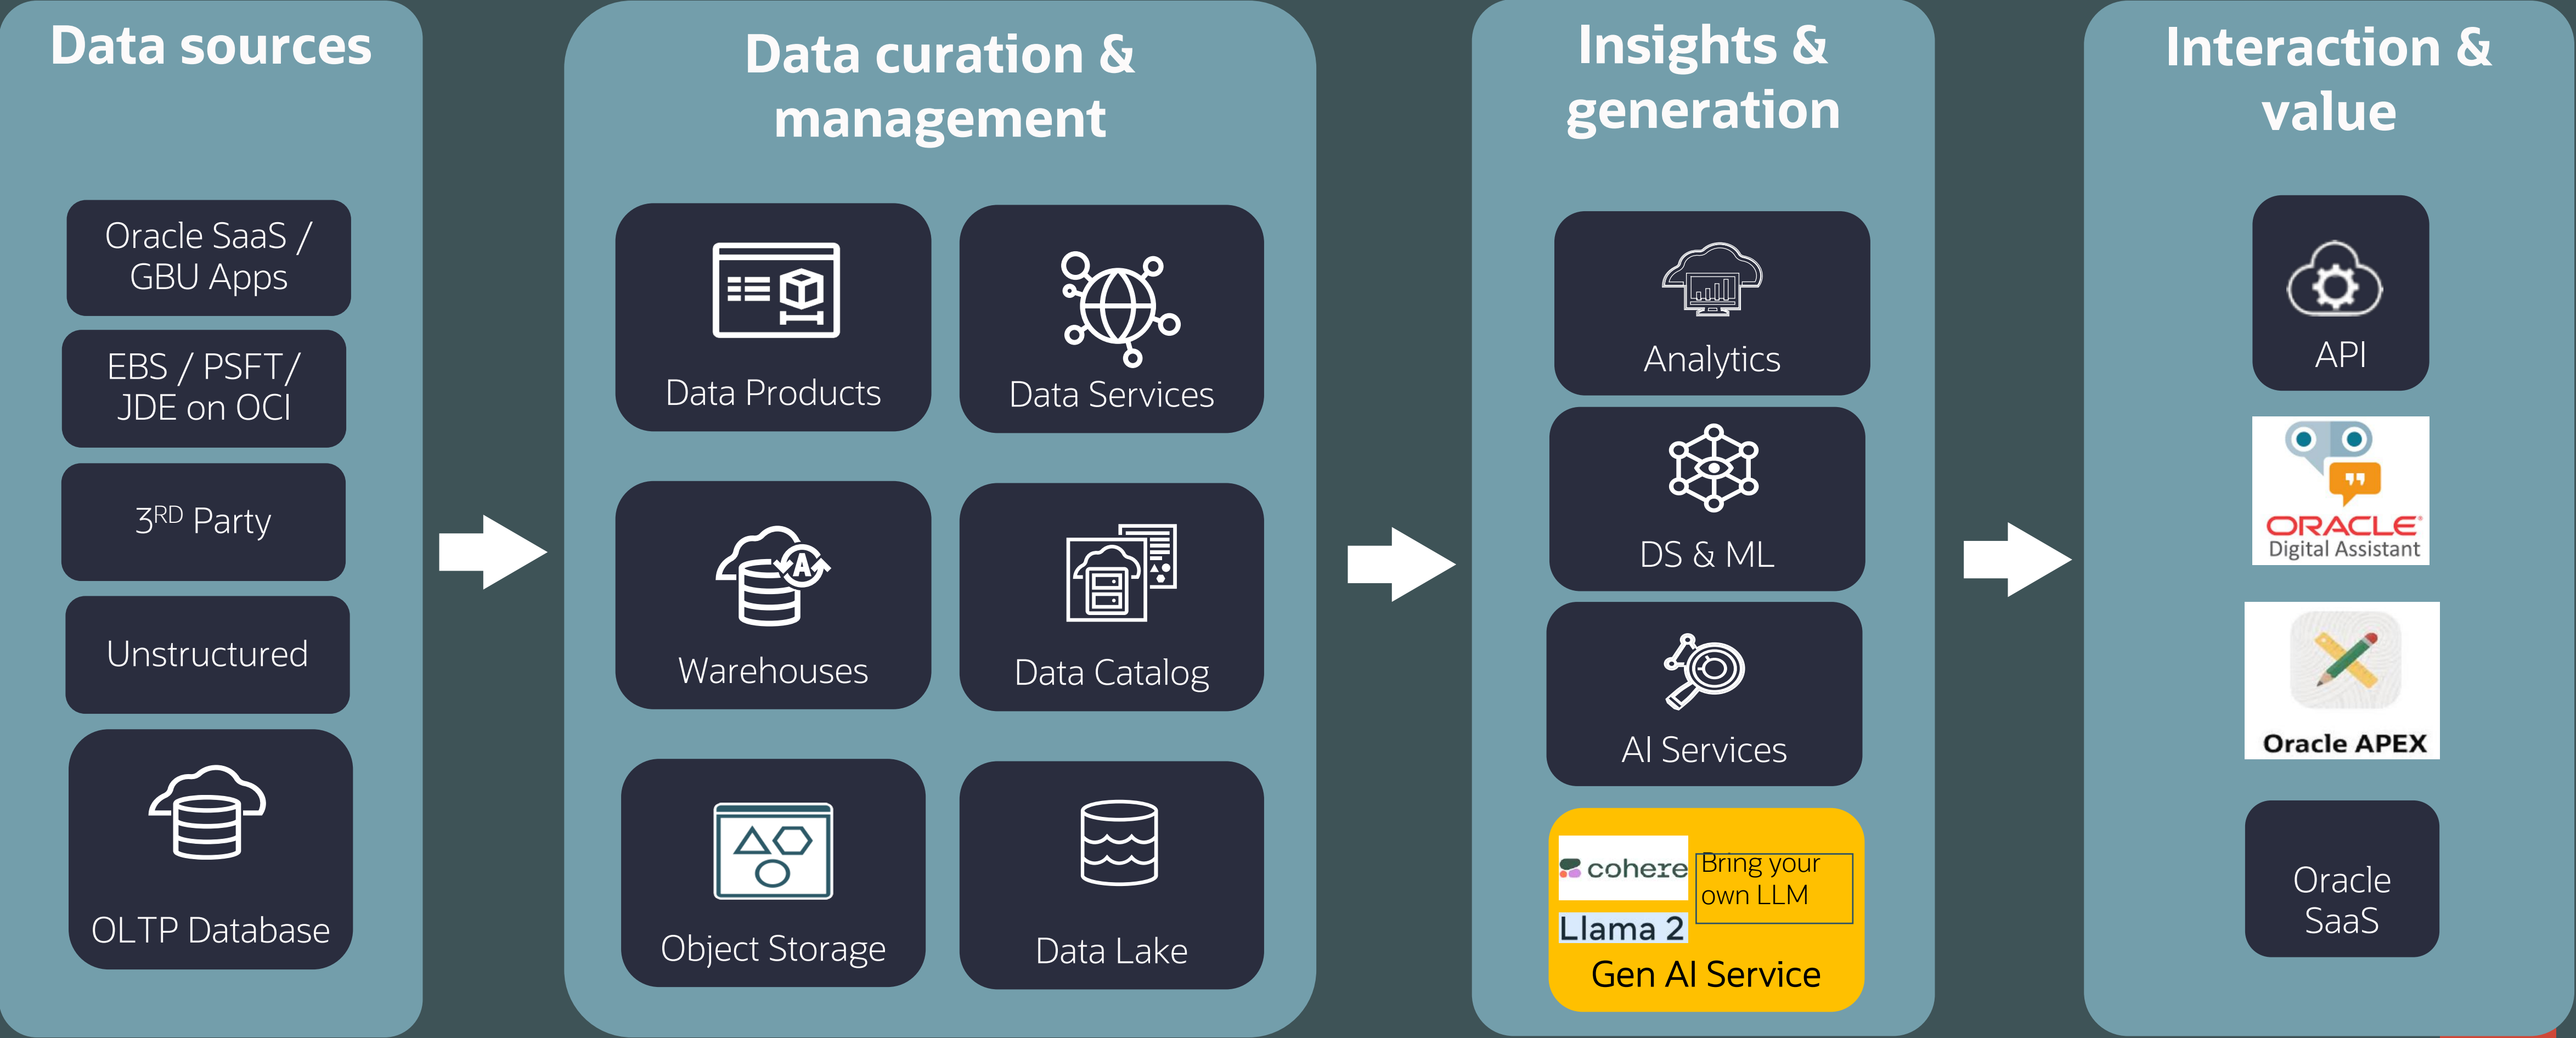 Data sources
Oracle SaaS /
GBU Apps
EBS / PSFT/
JDE on OCI
3RD Party
Unstructured
OLTP Database
Data curation &
management
Data Products
Data Services
Warehouses
A
Data Catalog
Object Storage
Data Lake
Insights &
generation
Analytics
DS & ML
AI Services
cohere
Bring your
own LLM
Llama 2
Gen AI Service
Interaction &
value
API
ORACLE
Digital Assistant
Oracle APEX
Oracle
SaaS